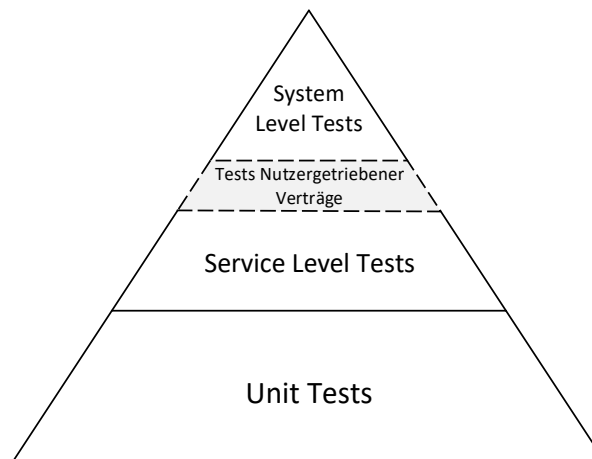 System
Level Tests
Tests Nutzergetriebener
Verträge
Service Level Tests
Unit Tests